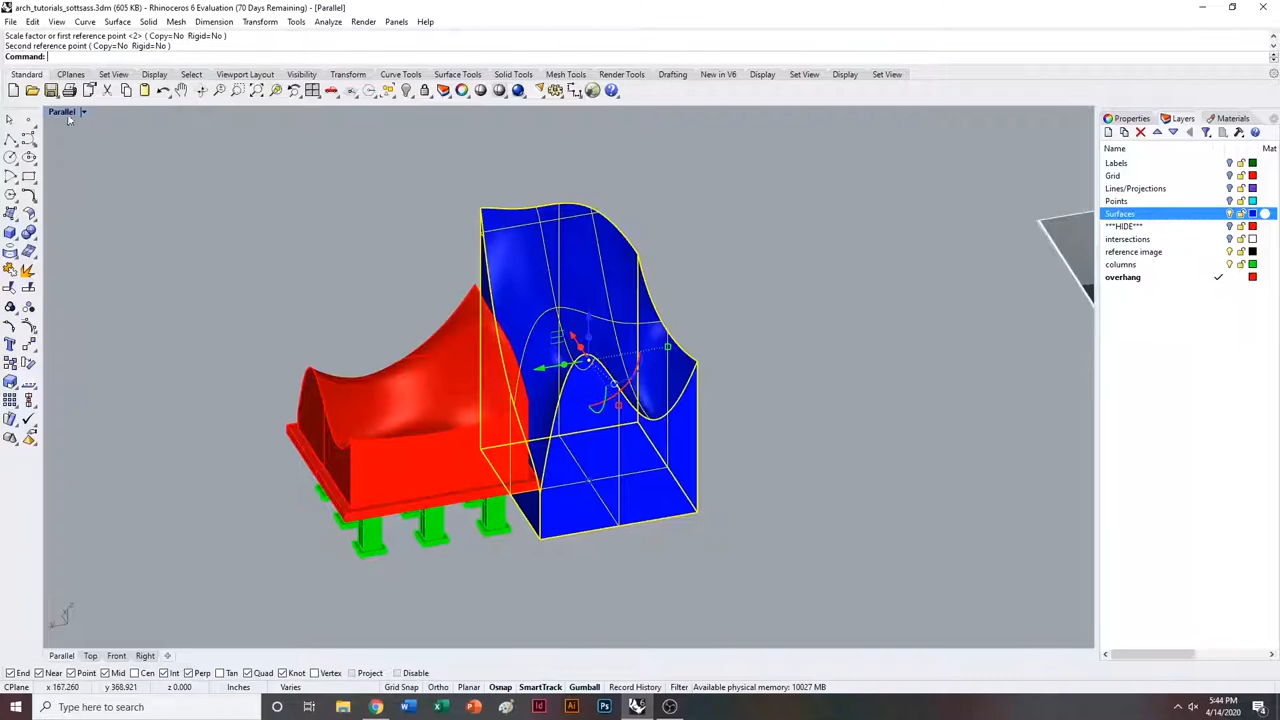 arch_tutorials_sottsass.3dm (605 KB) - Rhinoceros 6 Evaluation (70 Days Remaining) - [Parallel]
File Edit View Curve Surface Solid Mesh Dimension Transform Tools Analyze Render Panels Help
Scale factor or first reference point <2> ( Copy=No Rigid=No )
Second reference point ( Copy=No Rigid=No )
Command:
Standard CPlanes Set View Display Select Viewport Layout Visibility Transform Curve Tools Surface Tools Solid Tools Mesh Tools Render Tools Drafting New in V6 Display Set View Display Set View
Parallel
Properties Layers Materials
Name Mat
Labels
Grid
Lines/Projections
Points
Surfaces
***HIDE***
intersections
reference image
columns
overhang
z
Parallel Top Front Right
End Near Point Mid Cen Int Perp Tan Quad Knot Vertex Project Disable
CPlane x 167.260 y 368.921 z 0.000 Inches Varies Grid Snap Ortho Planar Osnap SmartTrack Gumball Record History Filter Available physical memory: 10027 MB
Type here to search
5:44 PM
4/14/2020